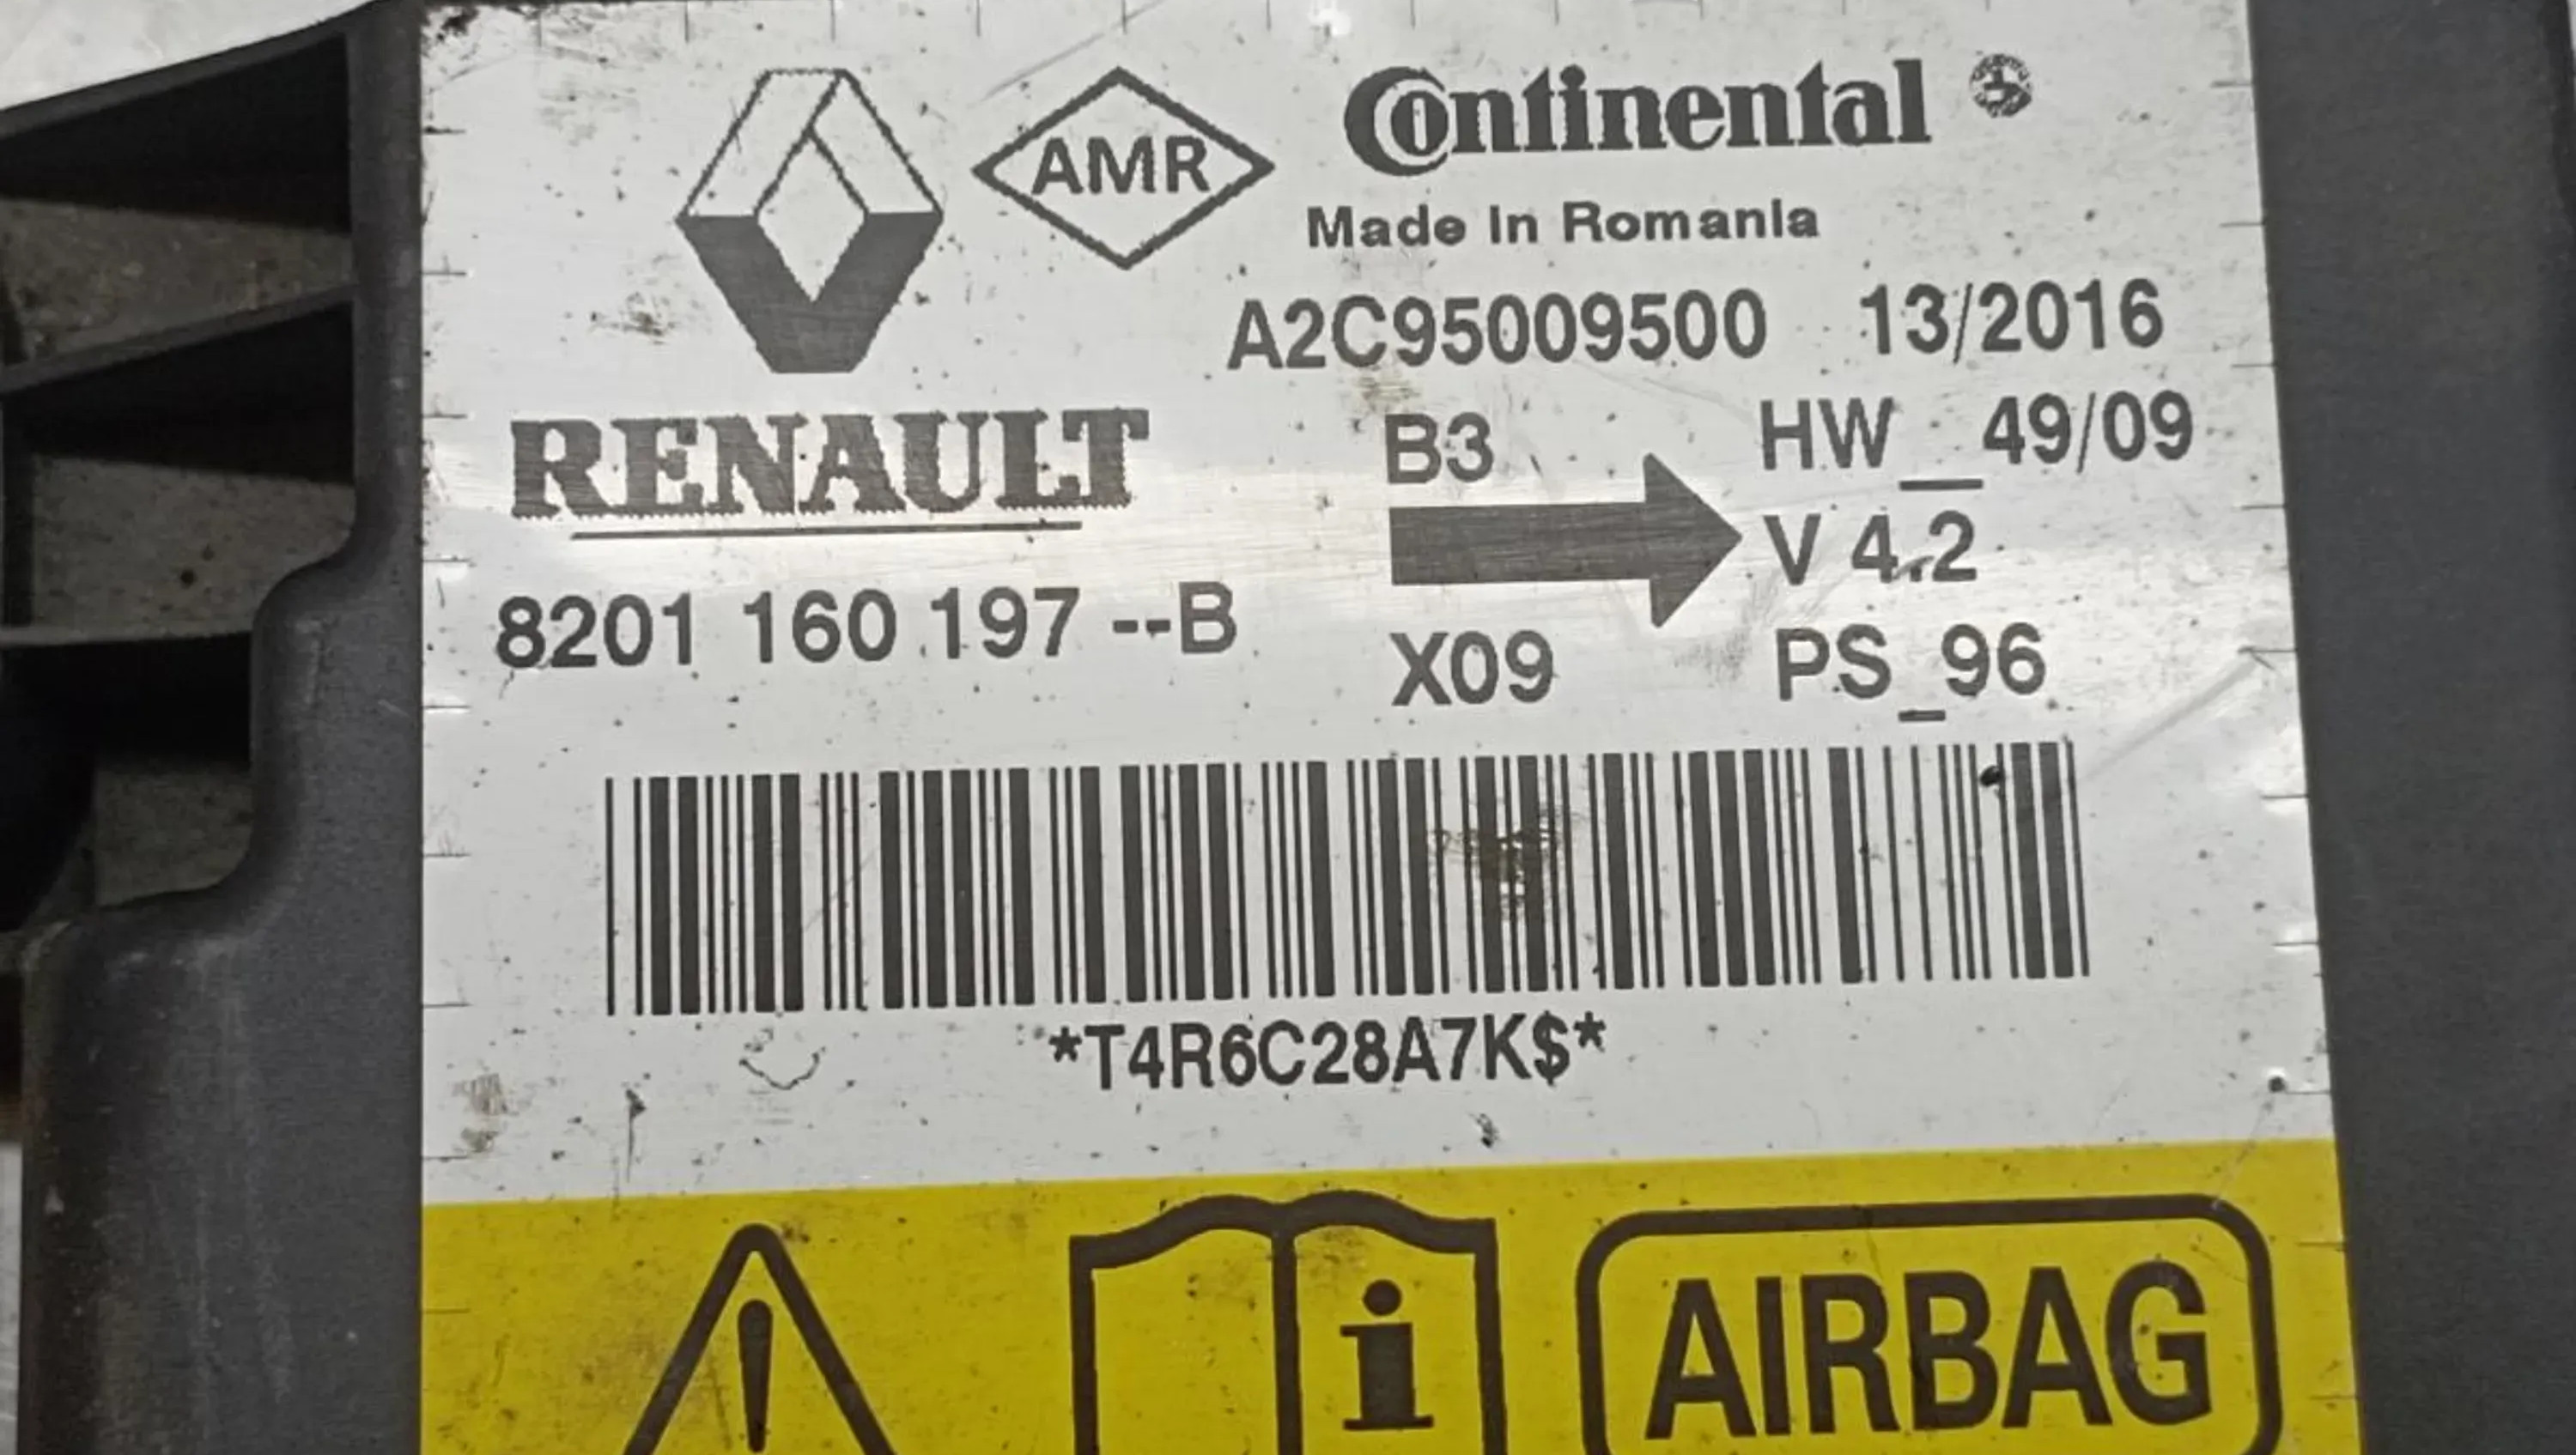 AMR
Continental
Made In Romania
A2C95009500 13/2016
RENAULT
B3
HW_49/09
V 4.2
8201 160 197 --B
X09
PS_96
*T4R6C28A7K$*
i
AIRBAG